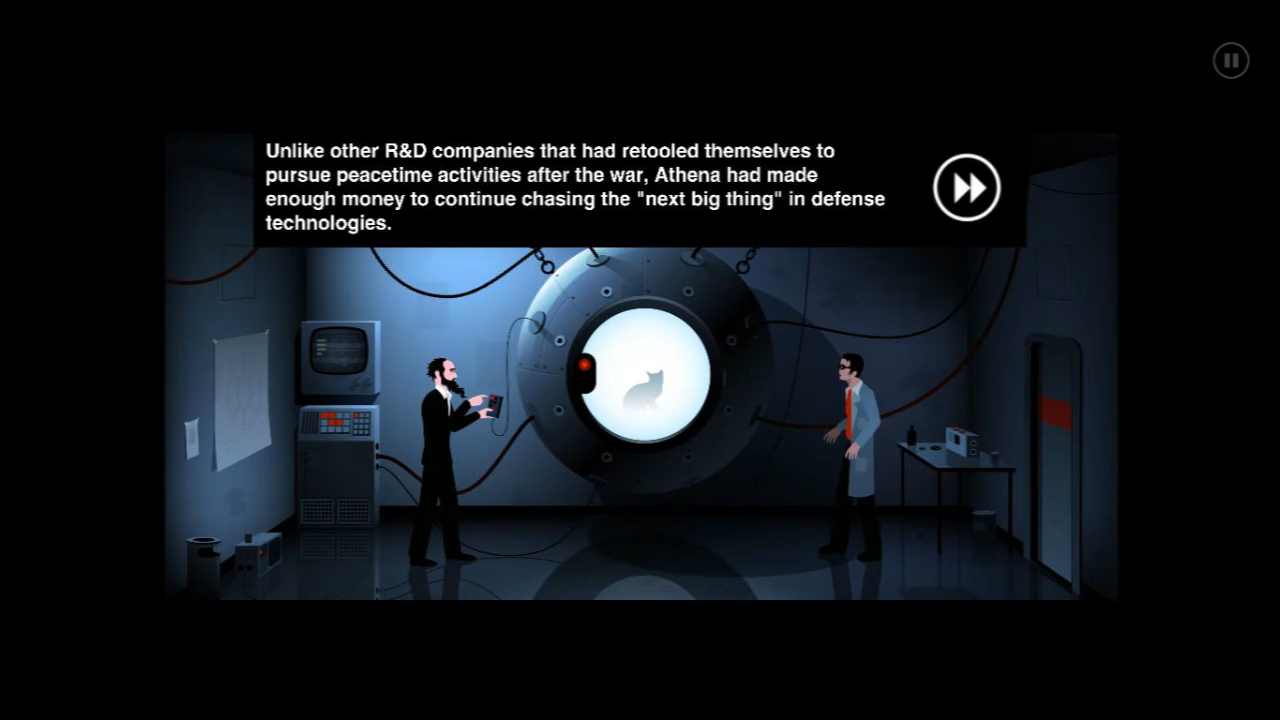 Unlike other R&D companies that had retooled themselves to
pursue peacetime activities after the war, Athena had made
enough money to continue chasing the "next big thing" in defense
technologies.